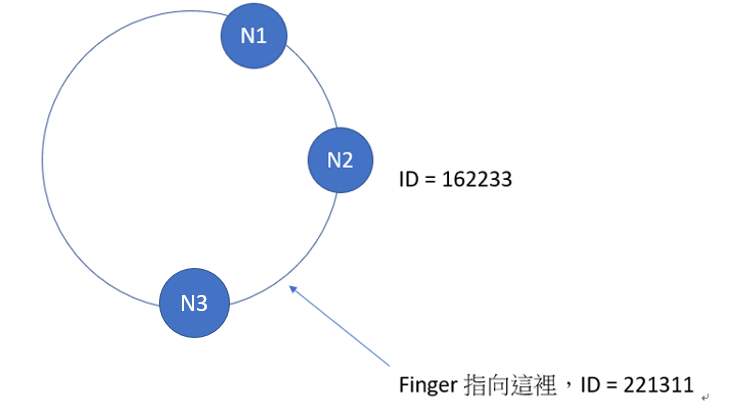 N1
N2
ID = 162233
N3
Finger 指向這裡，ID = 221311